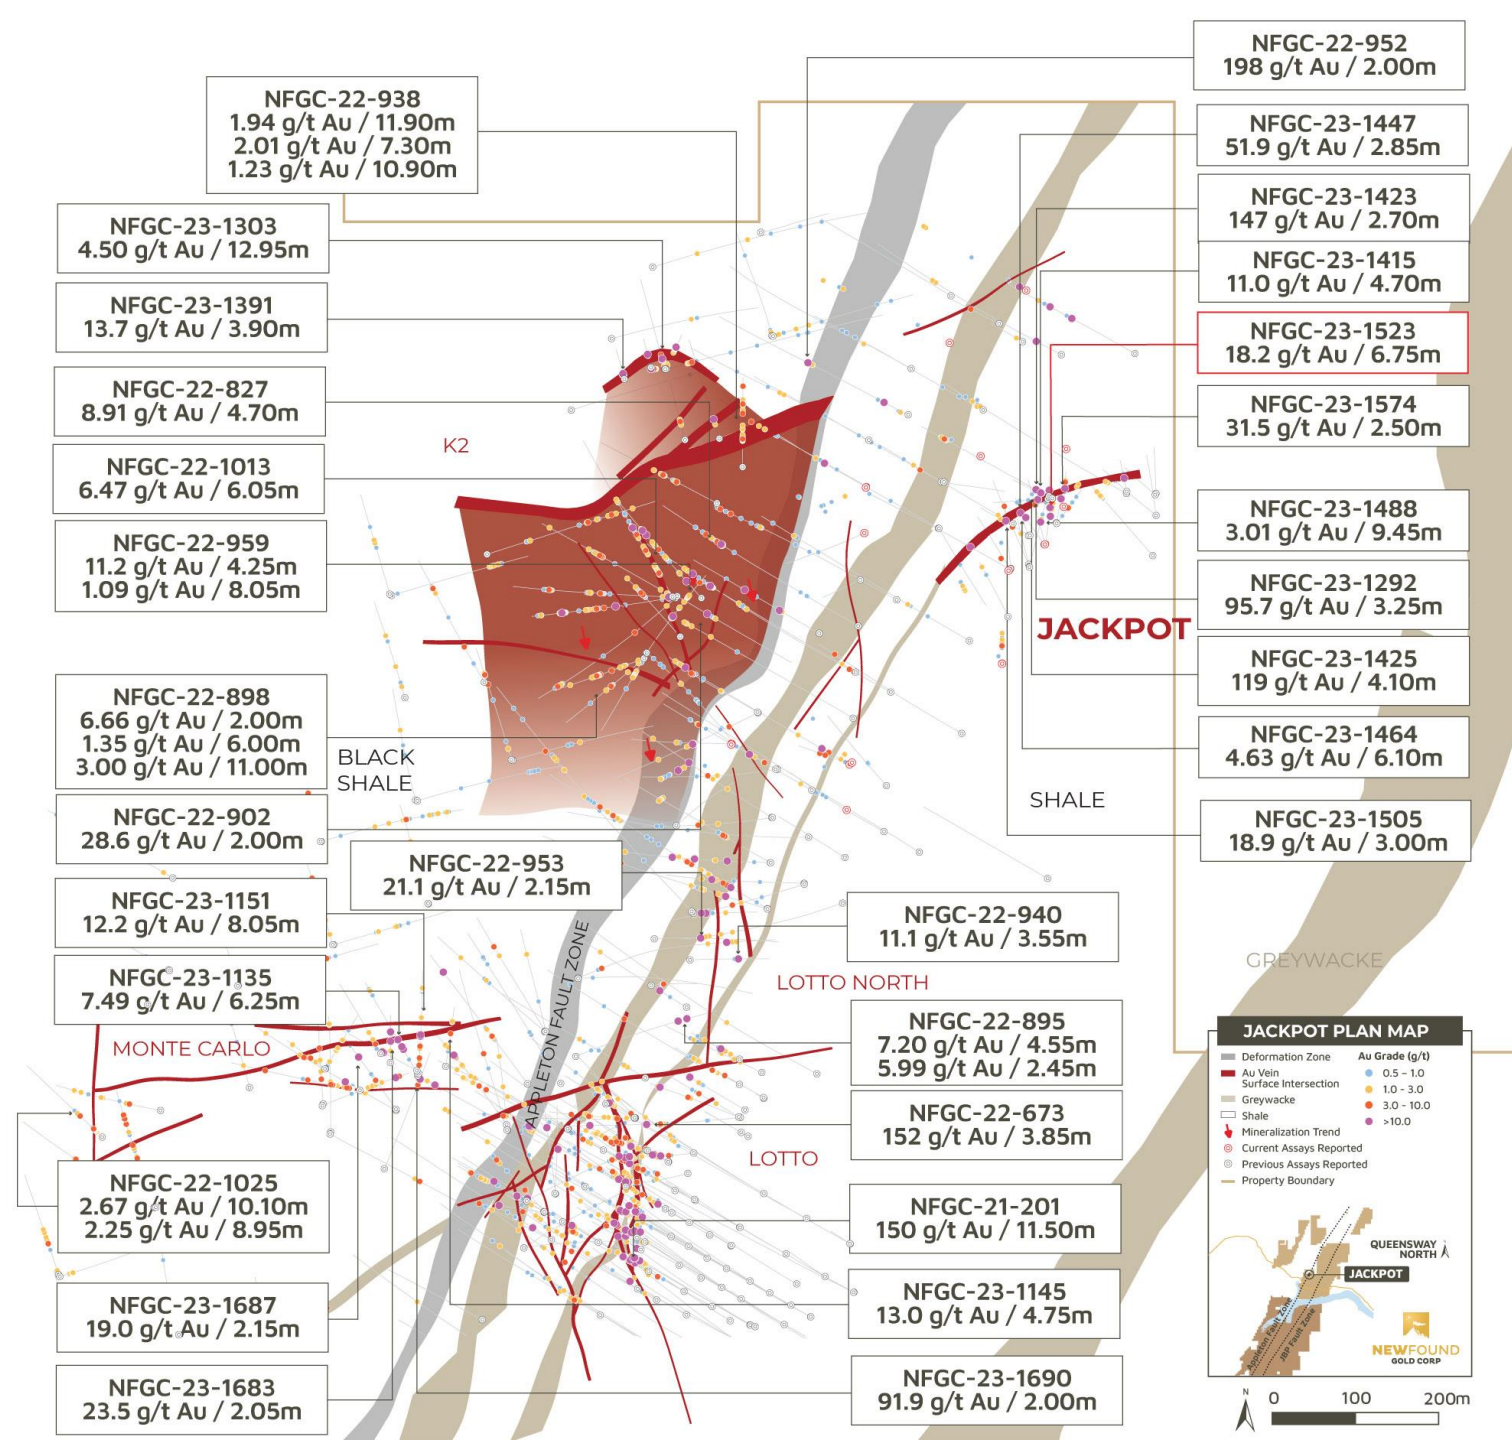 NFGC-22-938
1.94 g/t Au / 11.90m
2.01 g/t Au / 7.30m
1.23 g/t Au / 10.90m
NFGC-23-1303
4.50 g/t Au / 12.95m
NFGC-23-1391
13.7 g/t Au / 3.90m
NFGC-22-827
8.91 g/t Au / 4.70m
NFGC-22-1013
6.47 g/t Au / 6.05m
NFGC-22-959
11.2 g/t Au / 4.25m
1.09 g/t Au / 8.05m
NFGC-22-898
6.66 g/t Au / 2.00m
1.35 g/t Au / 6.00m
3.00 g/t Au / 11.00m
NFGC-22-902
28.6 g/t Au / 2.00m
NFGC-22-953
21.1 g/t Au / 2.15m
NFGC-23-1151
12.2 g/t Au / 8.05m
NFGC-23-1135
7.49 g/t Au / 6.25m
NFGC-22-1025
2.67 g/t Au / 10.10m
2.25 g/t Au / 8.95m
NFGC-23-1687
19.0 g/t Au / 2.15m
NFGC-23-1683
23.5 g/t Au / 2.05m
K2
BLACK
SHALE
MONTE CARLO
APPLETON FAULT ZONE
LOTTO NORTH
LOTTO
JACKPOT
SHALE
GREYWACKE
NFGC-22-952
198 g/t Au / 2.00m
NFGC-23-1447
51.9 g/t Au / 2.85m
NFGC-23-1423
147 g/t Au / 2.70m
NFGC-23-1415
11.0 g/t Au / 4.70m
NFGC-23-1523
18.2 g/t Au / 6.75m
NFGC-23-1574
31.5 g/t Au / 2.50m
NFGC-23-1488
3.01 g/t Au / 9.45m
NFGC-23-1292
95.7 g/t Au / 3.25m
NFGC-23-1425
119 g/t Au / 4.10m
NFGC-23-1464
4.63 g/t Au / 6.10m
NFGC-23-1505
18.9 g/t Au / 3.00m
NFGC-22-940
11.1 g/t Au / 3.55m
NFGC-22-895
7.20 g/t Au / 4.55m
5.99 g/t Au / 2.45m
NFGC-22-673
152 g/t Au / 3.85m
NFGC-21-201
150 g/t Au / 11.50m
NFGC-23-1145
13.0 g/t Au / 4.75m
NFGC-23-1690
91.9 g/t Au / 2.00m
JACKPOT PLAN MAP
Deformation Zone
Au Vein
Surface Intersection
Greywacke
Shale
Mineralization Trend
Current Assays Reported
Previous Assays Reported
Property Boundary
Au Grade (g/t)
0.5 - 1.0
1.0 - 3.0
3.0 - 10.0
>10.0
QUEENSWAY
NORTH
JACKPOT
Appleton Fault Zone
JBP Fault Zone
NEWFOUND
GOLD CORP
N
0 100 200m